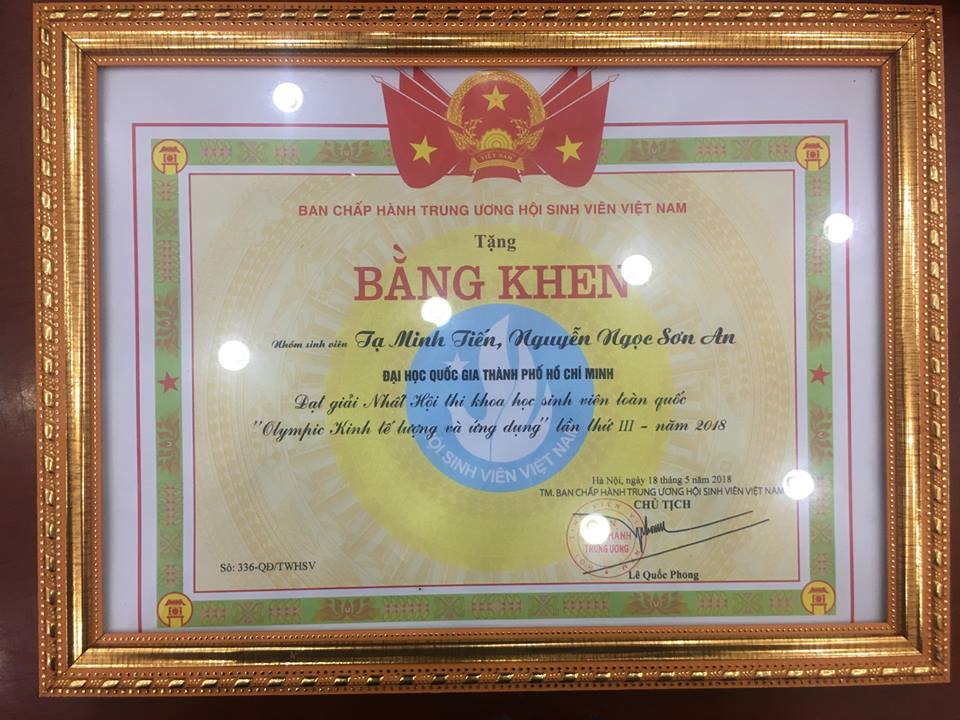 VIỆT NAM
BAN CHẤP HÀNH TRUNG ƯƠNG HỘI SINH VIÊN VIỆT NAM
Tặng
BẰNG KHEN
Nhóm sinh viên Tạ Minh Tiến, Nguyễn Ngọc Sơn An
ĐẠI HỌC QUỐC GIA THÀNH PHỐ HỒ CHÍ MINH
Đạt giải Nhất Hội thi khoa học sinh viên toàn quốc
"Olympic Kinh tế lượng và ứng dụng" lần thứ III - năm 2018
HỘI SINH VIÊN VIỆT NAM
Hà Nội, ngày 18 tháng 5 năm 2018
TM. BAN CHẤP HÀNH TRUNG ƯƠNG HỘI SINH VIÊN VIỆT NAM
CHỦ TỊCH
TRUNG ƯƠNG
Số: 336-QĐ/TWHSV
Lê Quốc Phong